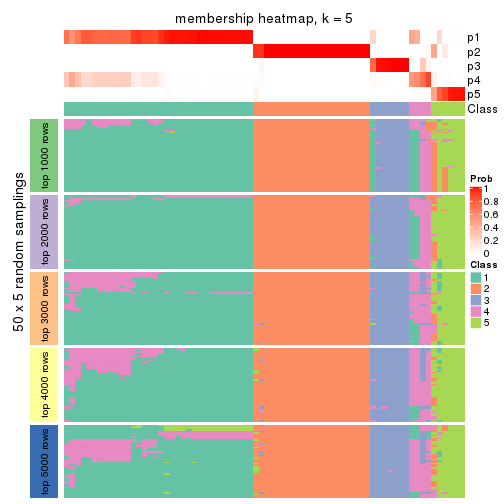 membership heatmap, k = 5
p1
p2
p3
p4
p5
Class
50 x 5 random samplings
top 1000 rows
top 2000 rows
top 3000 rows
top 4000 rows
top 5000 rows
Prob
1
0.8
0.6
0.4
0.2
0
Class
1
2
3
4
5